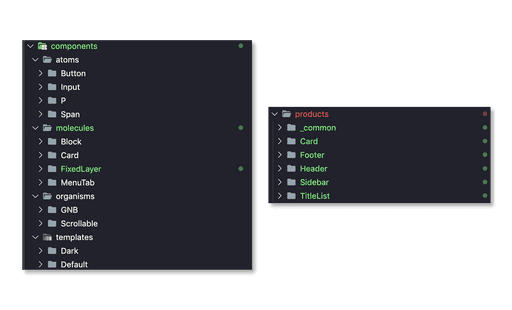 components
atoms
Button
Input
P
Span
molecules
Block
Card
FixedLayer
MenuTab
organisms
GNB
Scrollable
templates
Dark
Default
products
_common
Card
Footer
Header
Sidebar
TitleList